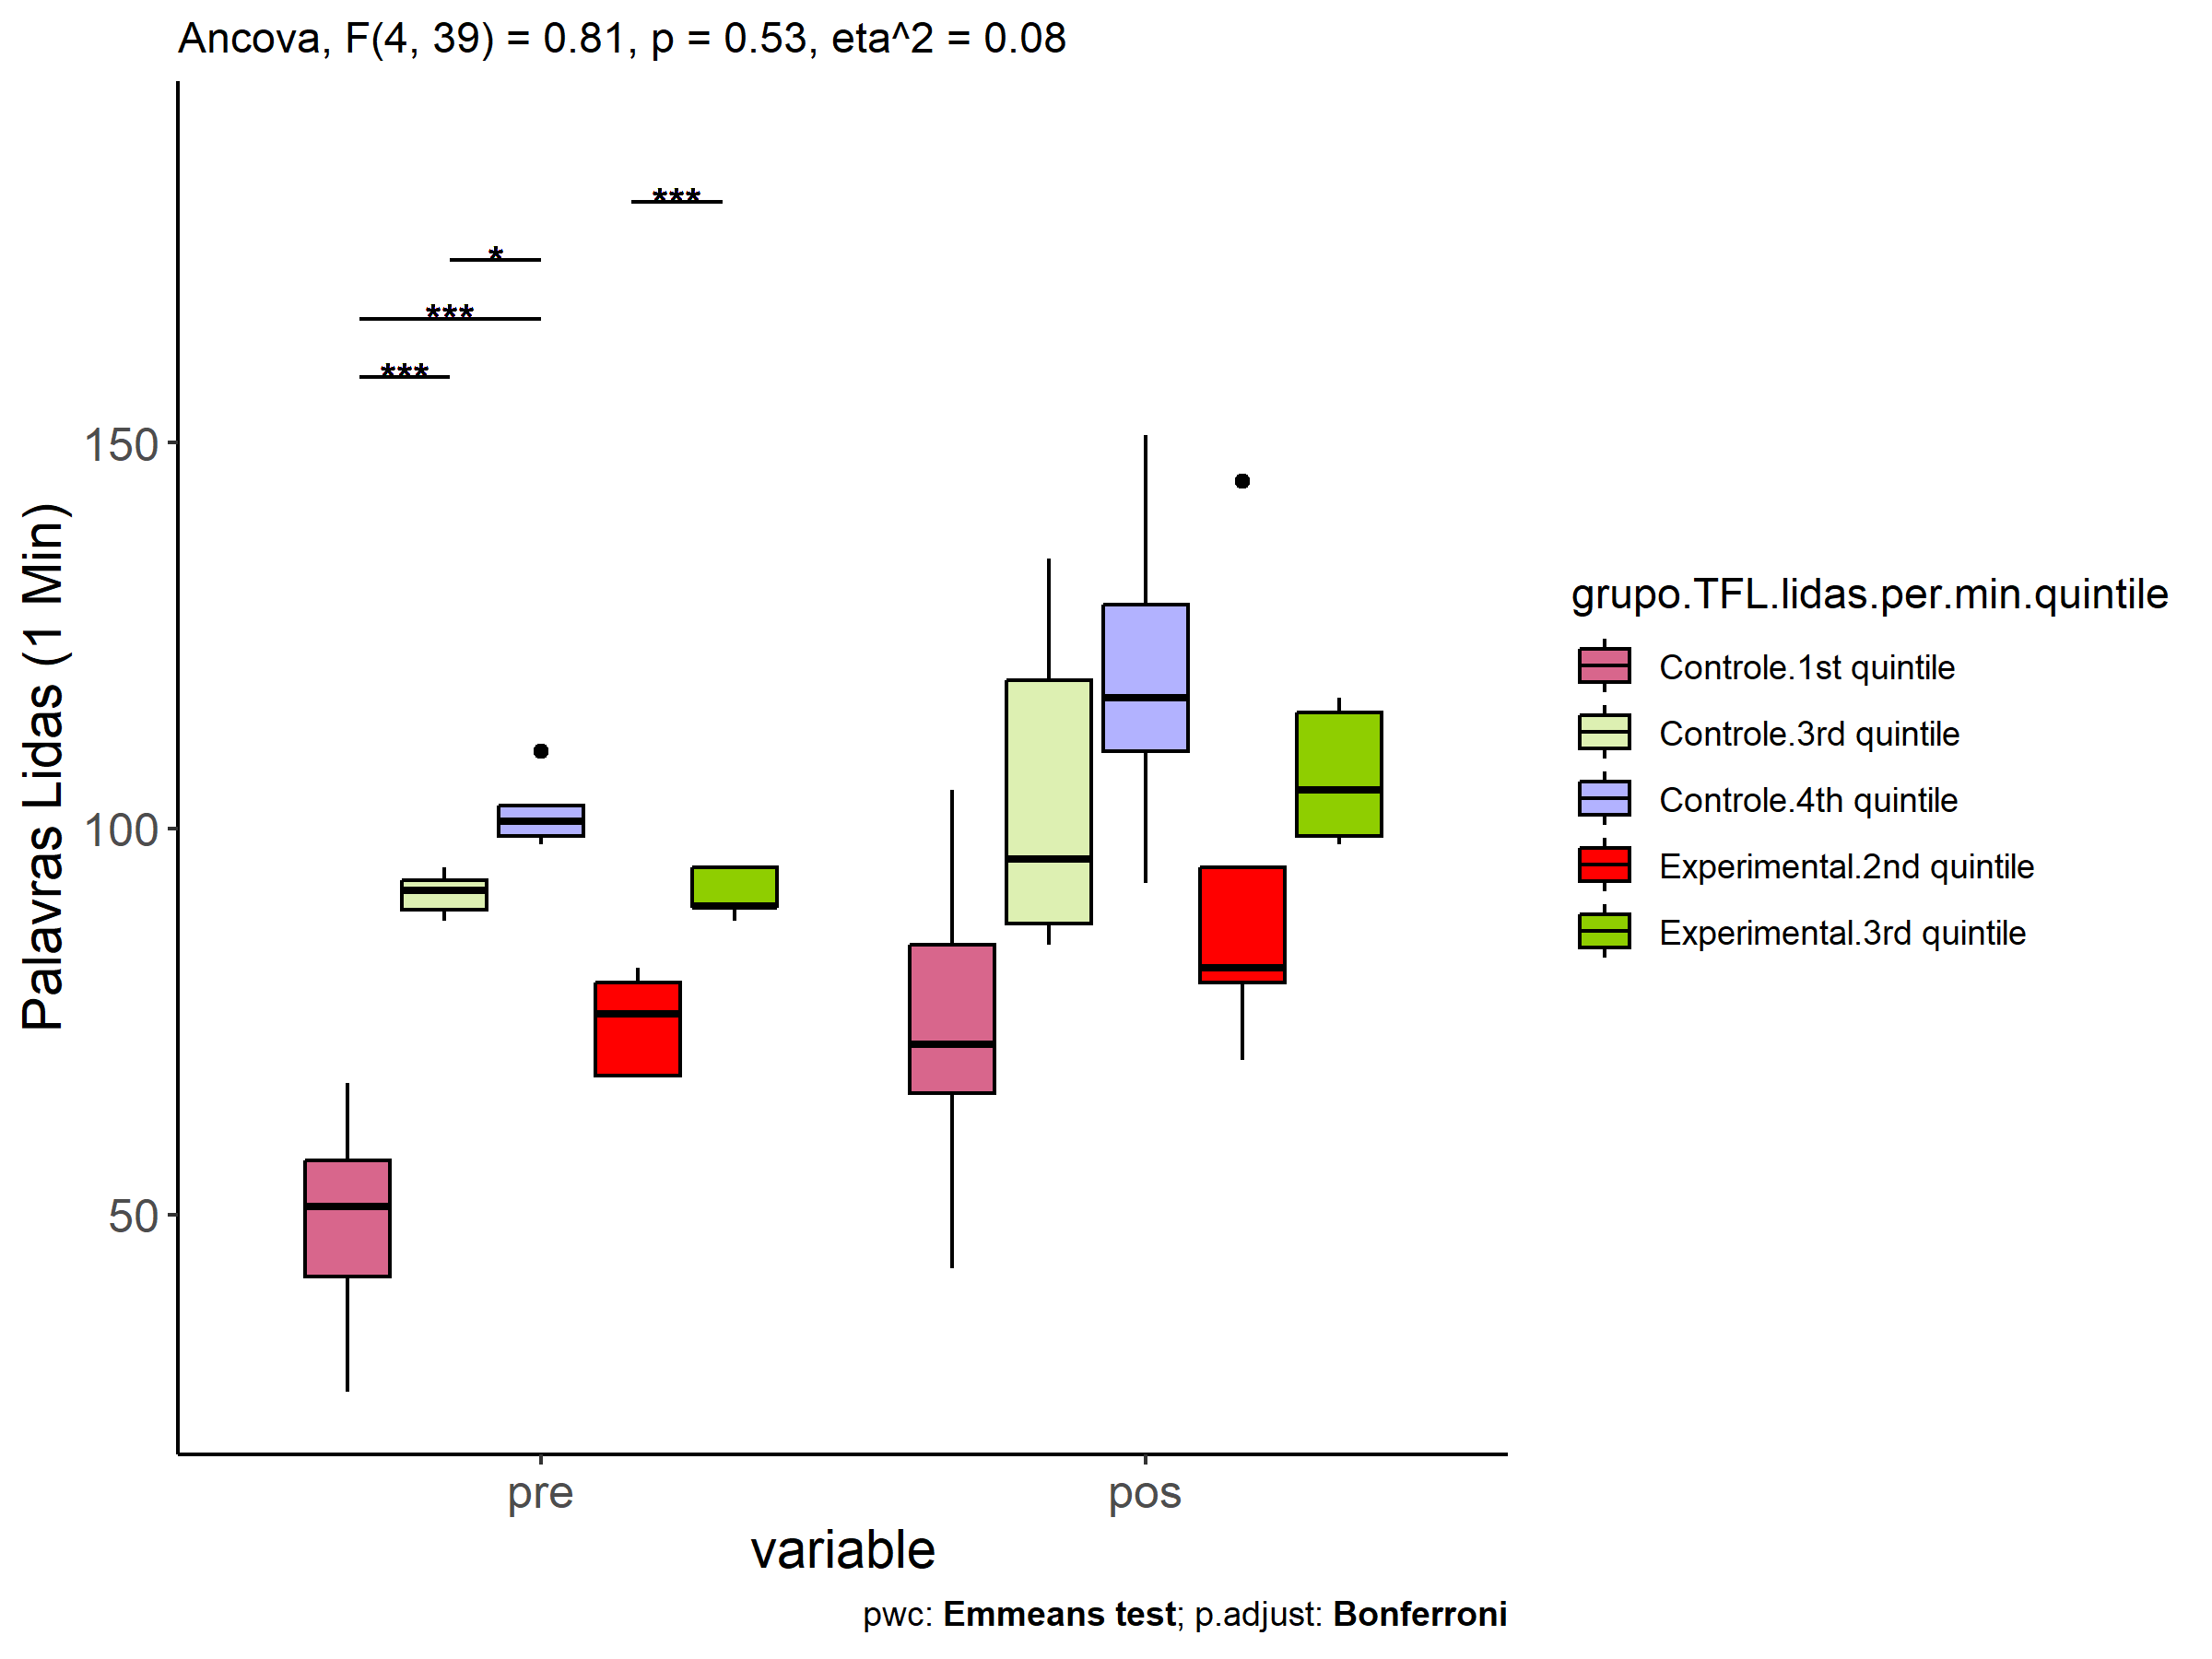 Ancova, F(4, 39) = 0.81, p = 0.53, eta^2 = 0.08
***
*
***
***
150
100
50
Palavras Lidas (1 Min)
pre
pos
variable
grupo.TFL.lidas.per.min.quintile
Controle.1st quintile
Controle.3rd quintile
Controle.4th quintile
Experimental.2nd quintile
Experimental.3rd quintile
pwc: Emmeans test; p.adjust: Bonferroni